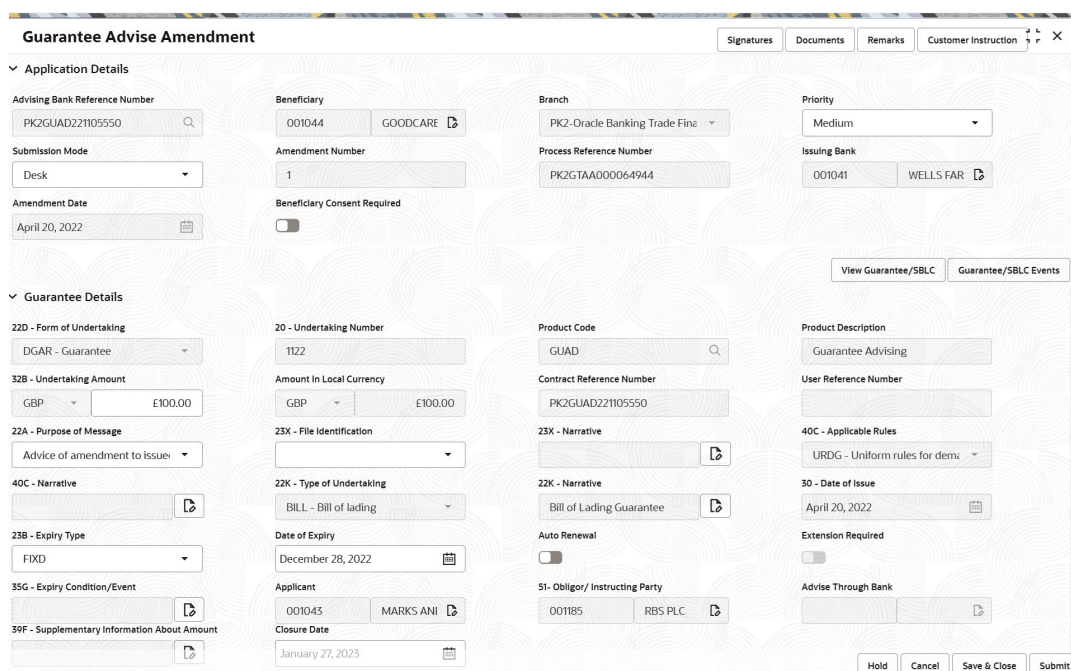 Guarantee Advise Amendment
Signatures Documents Remarks Customer Instruction
Application Details
Advising Bank Reference Number Beneficiary Branch Priority
PK2GUAD221105550 001044 GOODCARE PK2-Oracle Banking Trade Fina Medium
Submission Mode Amendment Number Process Reference Number Issuing Bank
Desk 1 PK2GTAA000064944 001041 WELLS FAR
Amendment Date Beneficiary Consent Required
April 20, 2022
View Guarantee/SBLC Guarantee/SBLC Events
Guarantee Details
22D - Form of Undertaking 20 - Undertaking Number Product Code Product Description
DGAR - Guarantee 1122 GUAD Guarantee Advising
32B - Undertaking Amount Amount In Local Currency Contract Reference Number User Reference Number
GBP £100.00 GBP £100.00 PK2GUAD221105550
22A - Purpose of Message 23X - File Identification 23X - Narrative 40C - Applicable Rules
Advice of amendment to issue URDG - Uniform rules for dema
40C - Narrative 22K - Type of Undertaking 22K - Narrative 30 - Date of Issue
BILL - Bill of lading Bill of Lading Guarantee April 20, 2022
23B - Expiry Type Date of Expiry Auto Renewal Extension Required
FIXD December 28, 2022
35G - Expiry Condition/Event Applicant 51- Obligor/ Instructing Party Advise Through Bank
001043 MARKS ANI 001185 RBS PLC
39F - Supplementary Information About Amount Closure Date
January 27, 2023
Hold Cancel Save & Close Submit